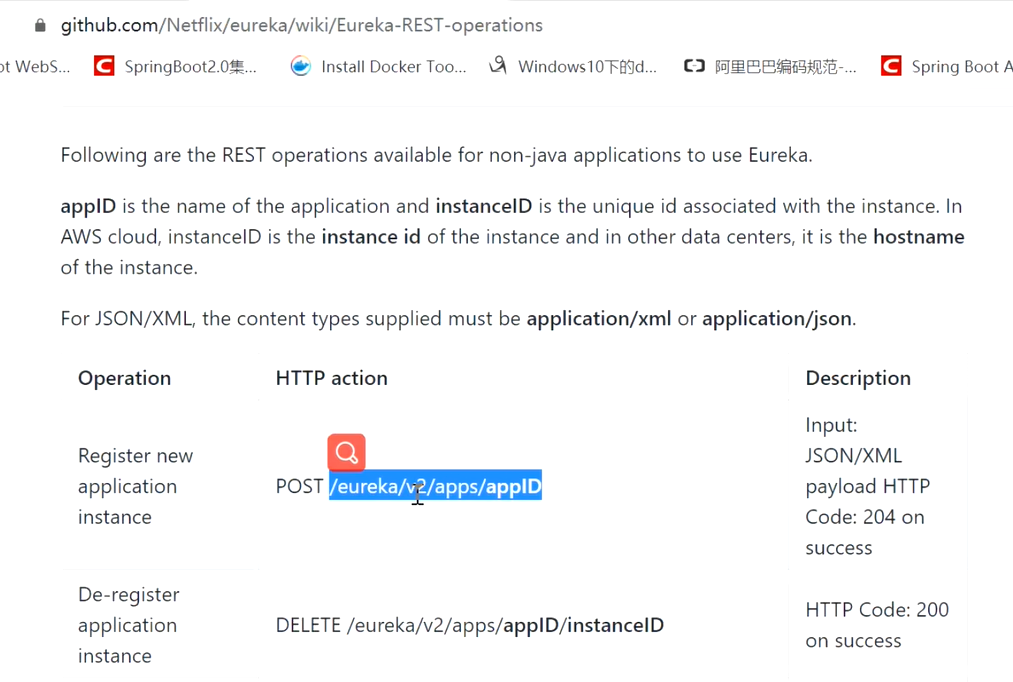 github.com/Netflix/eureka/wiki/Eureka-REST-operations
ot WebS... SpringBoot2.0集... Install Docker Too... Windows10下的d... 阿里巴巴编码规范-... Spring Boot A
Following are the REST operations available for non-java applications to use Eureka.
appID is the name of the application and instanceID is the unique id associated with the instance. In
AWS cloud, instanceID is the instance id of the instance and in other data centers, it is the hostname
of the instance.
For JSON/XML, the content types supplied must be application/xml or application/json.
Operation HTTP action Description
Register new
application
instance
POST /eureka/v2/apps/appID
Input:
JSON/XML
payload HTTP
Code: 204 on
success
De-register
application
instance
DELETE /eureka/v2/apps/appID/instanceID
HTTP Code: 200
on success